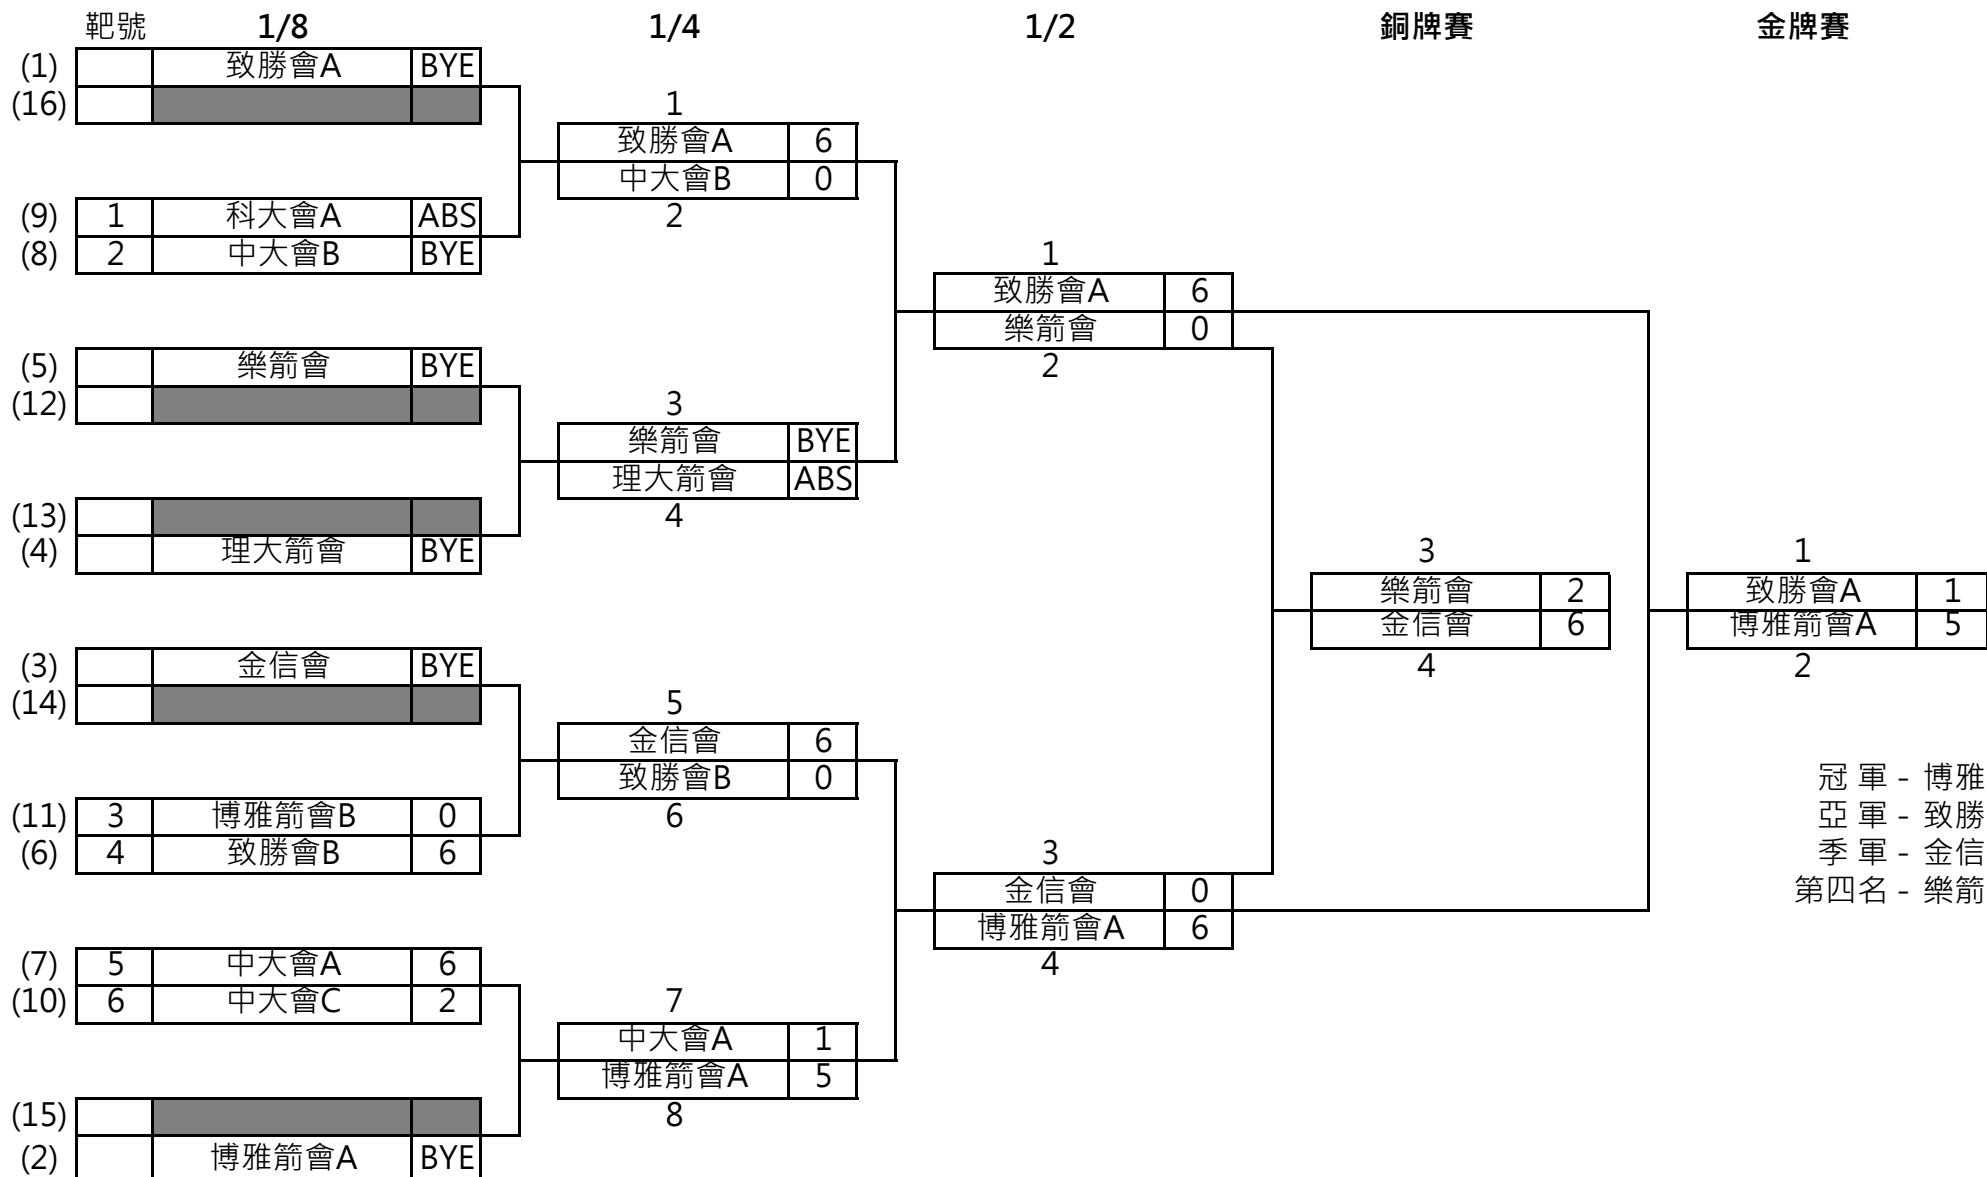 靶號 1/8 1/4 1/2 銅牌賽 金牌賽
(1) 致勝會A BYE
(16)
1
致勝會A 6
中大會B 0
2
(9) 1 科大會A ABS
(8) 2 中大會B BYE
1
致勝會A 6
樂箭會 0
2
(5) 樂箭會 BYE
(12)
3
樂箭會 BYE
理大箭會 ABS
4
(13)
(4) 理大箭會 BYE
3
樂箭會 2
金信會 6
4
1
致勝會A 1
博雅箭會A 5
2
(3) 金信會 BYE
(14)
5
金信會 6
致勝會B 0
6
(11) 3 博雅箭會B 0
(6) 4 致勝會B 6
3
金信會 0
博雅箭會A 6
4
冠 軍 - 博雅
亞 軍 - 致勝
季 軍 - 金信
第四名 - 樂箭
(7) 5 中大會A 6
(10) 6 中大會C 2
7
中大會A 1
博雅箭會A 5
8
(15)
(2) 博雅箭會A BYE